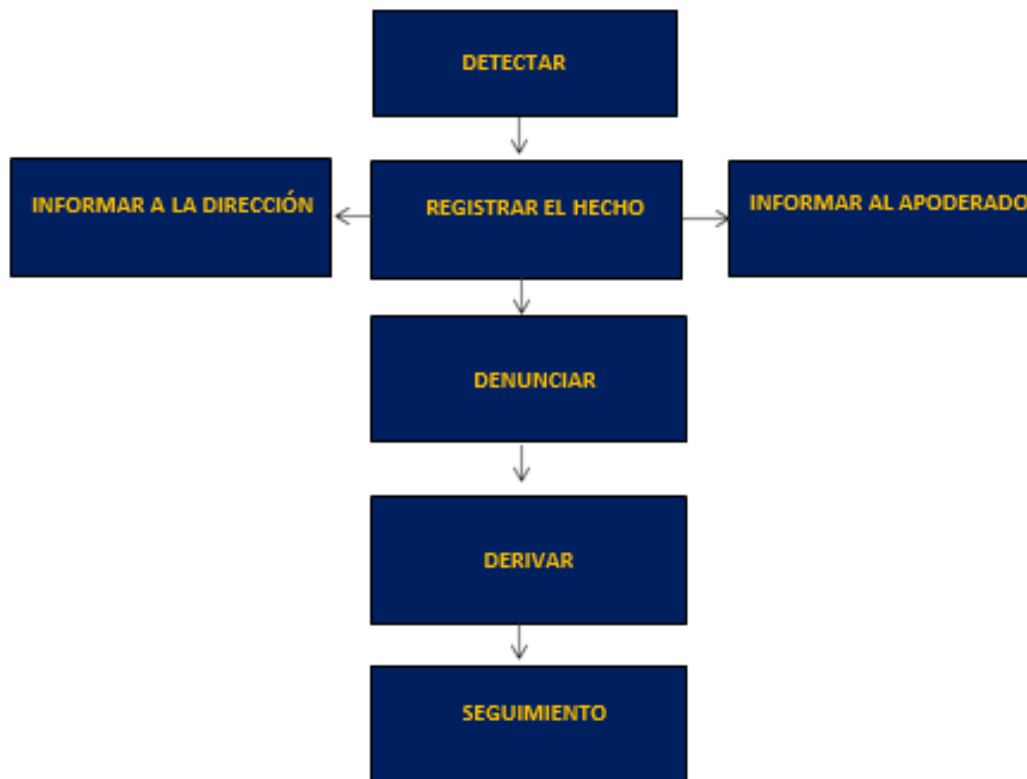 DETECTAR
INFORMAR A LA DIRECCIÓN
REGISTRAR EL HECHO
INFORMAR AL APODERADO
DENUNCIAR
DERIVAR
SEGUIMIENTO